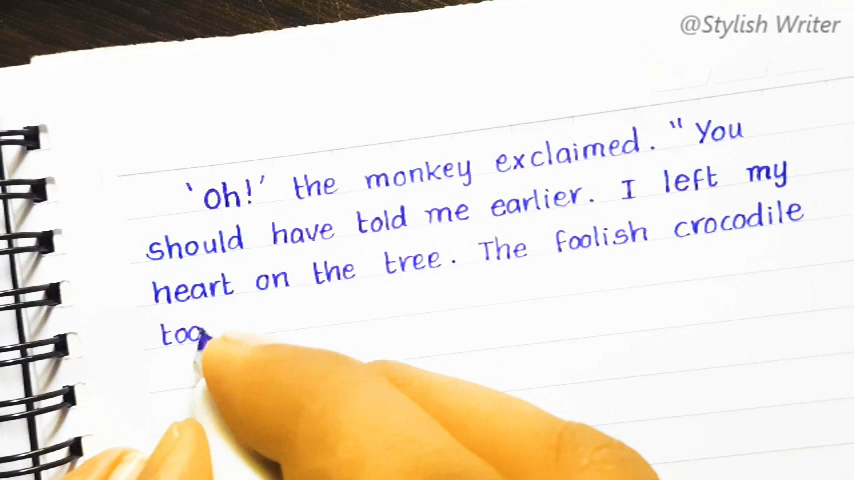 @Stylish Writer
'Oh!' the monkey exclaimed. "You
should have told me earlier. I left my
heart on the tree. The foolish crocodile
too